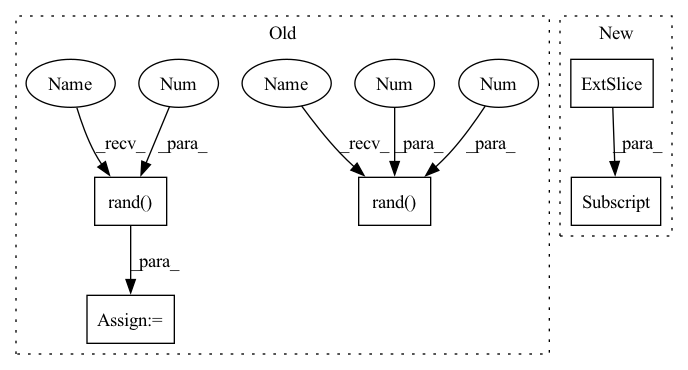 Old
New
Name
Num
Name
Num
Num
ExtSlice
_recv_
_para_
_recv_
_para_
_para_
_para_
rand()
rand()
Subscript
_para_
Assign:=